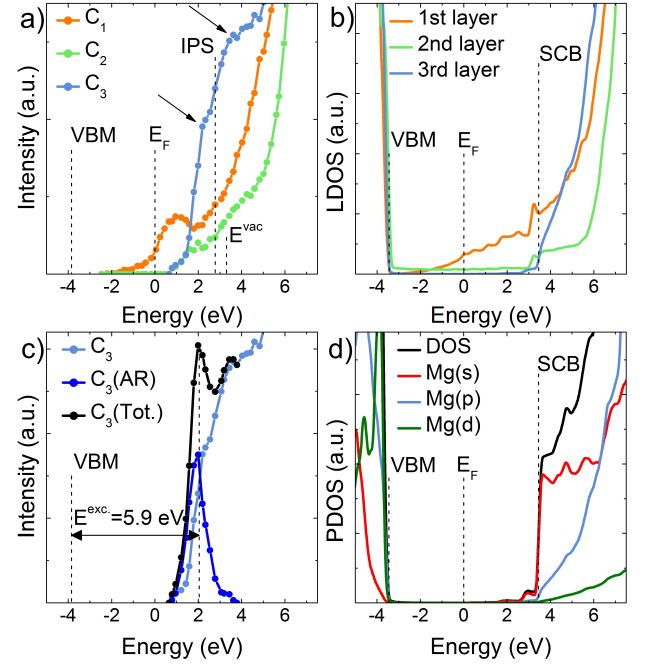 a)
C1
C2
C3
IPS
VBM
EF
Evac
Intensity (a.u.)
-4 -2 0 2 4 6
Energy (eV)
b)
1st layer
2nd layer
3rd layer
SCB
VBM
EF
LDOS (a.u.)
-4 -2 0 2 4 6
Energy (eV)
c)
C3
C3(AR)
C3(Tot.)
VBM
Eexc.=5.9 eV
Intensity (a.u.)
-4 -2 0 2 4 6
Energy (eV)
d)
DOS
Mg(s)
Mg(p)
Mg(d)
SCB
VBM
EF
PDOS (a.u.)
-4 -2 0 2 4 6
Energy (eV)